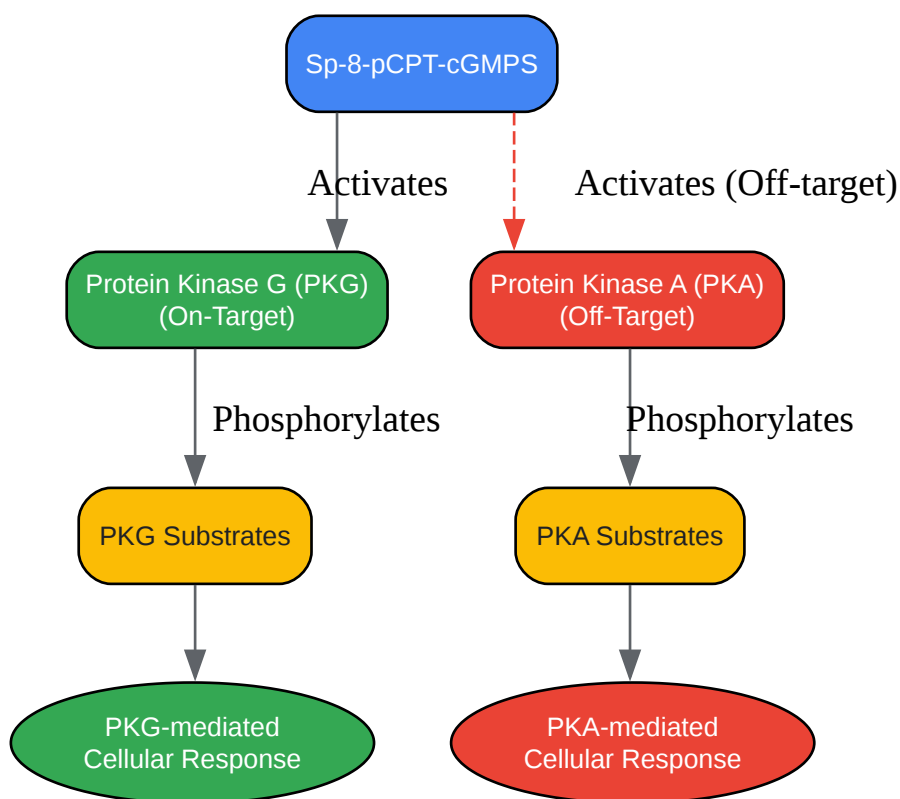 Sp-8-pCPT-cGMPS
Activates
Activates (Off-target)
Protein Kinase G (PKG)
(On-Target)
Protein Kinase A (PKA)
(Off-Target)
Phosphorylates
Phosphorylates
PKG Substrates
PKA Substrates
PKG-mediated
Cellular Response
PKA-mediated
Cellular Response